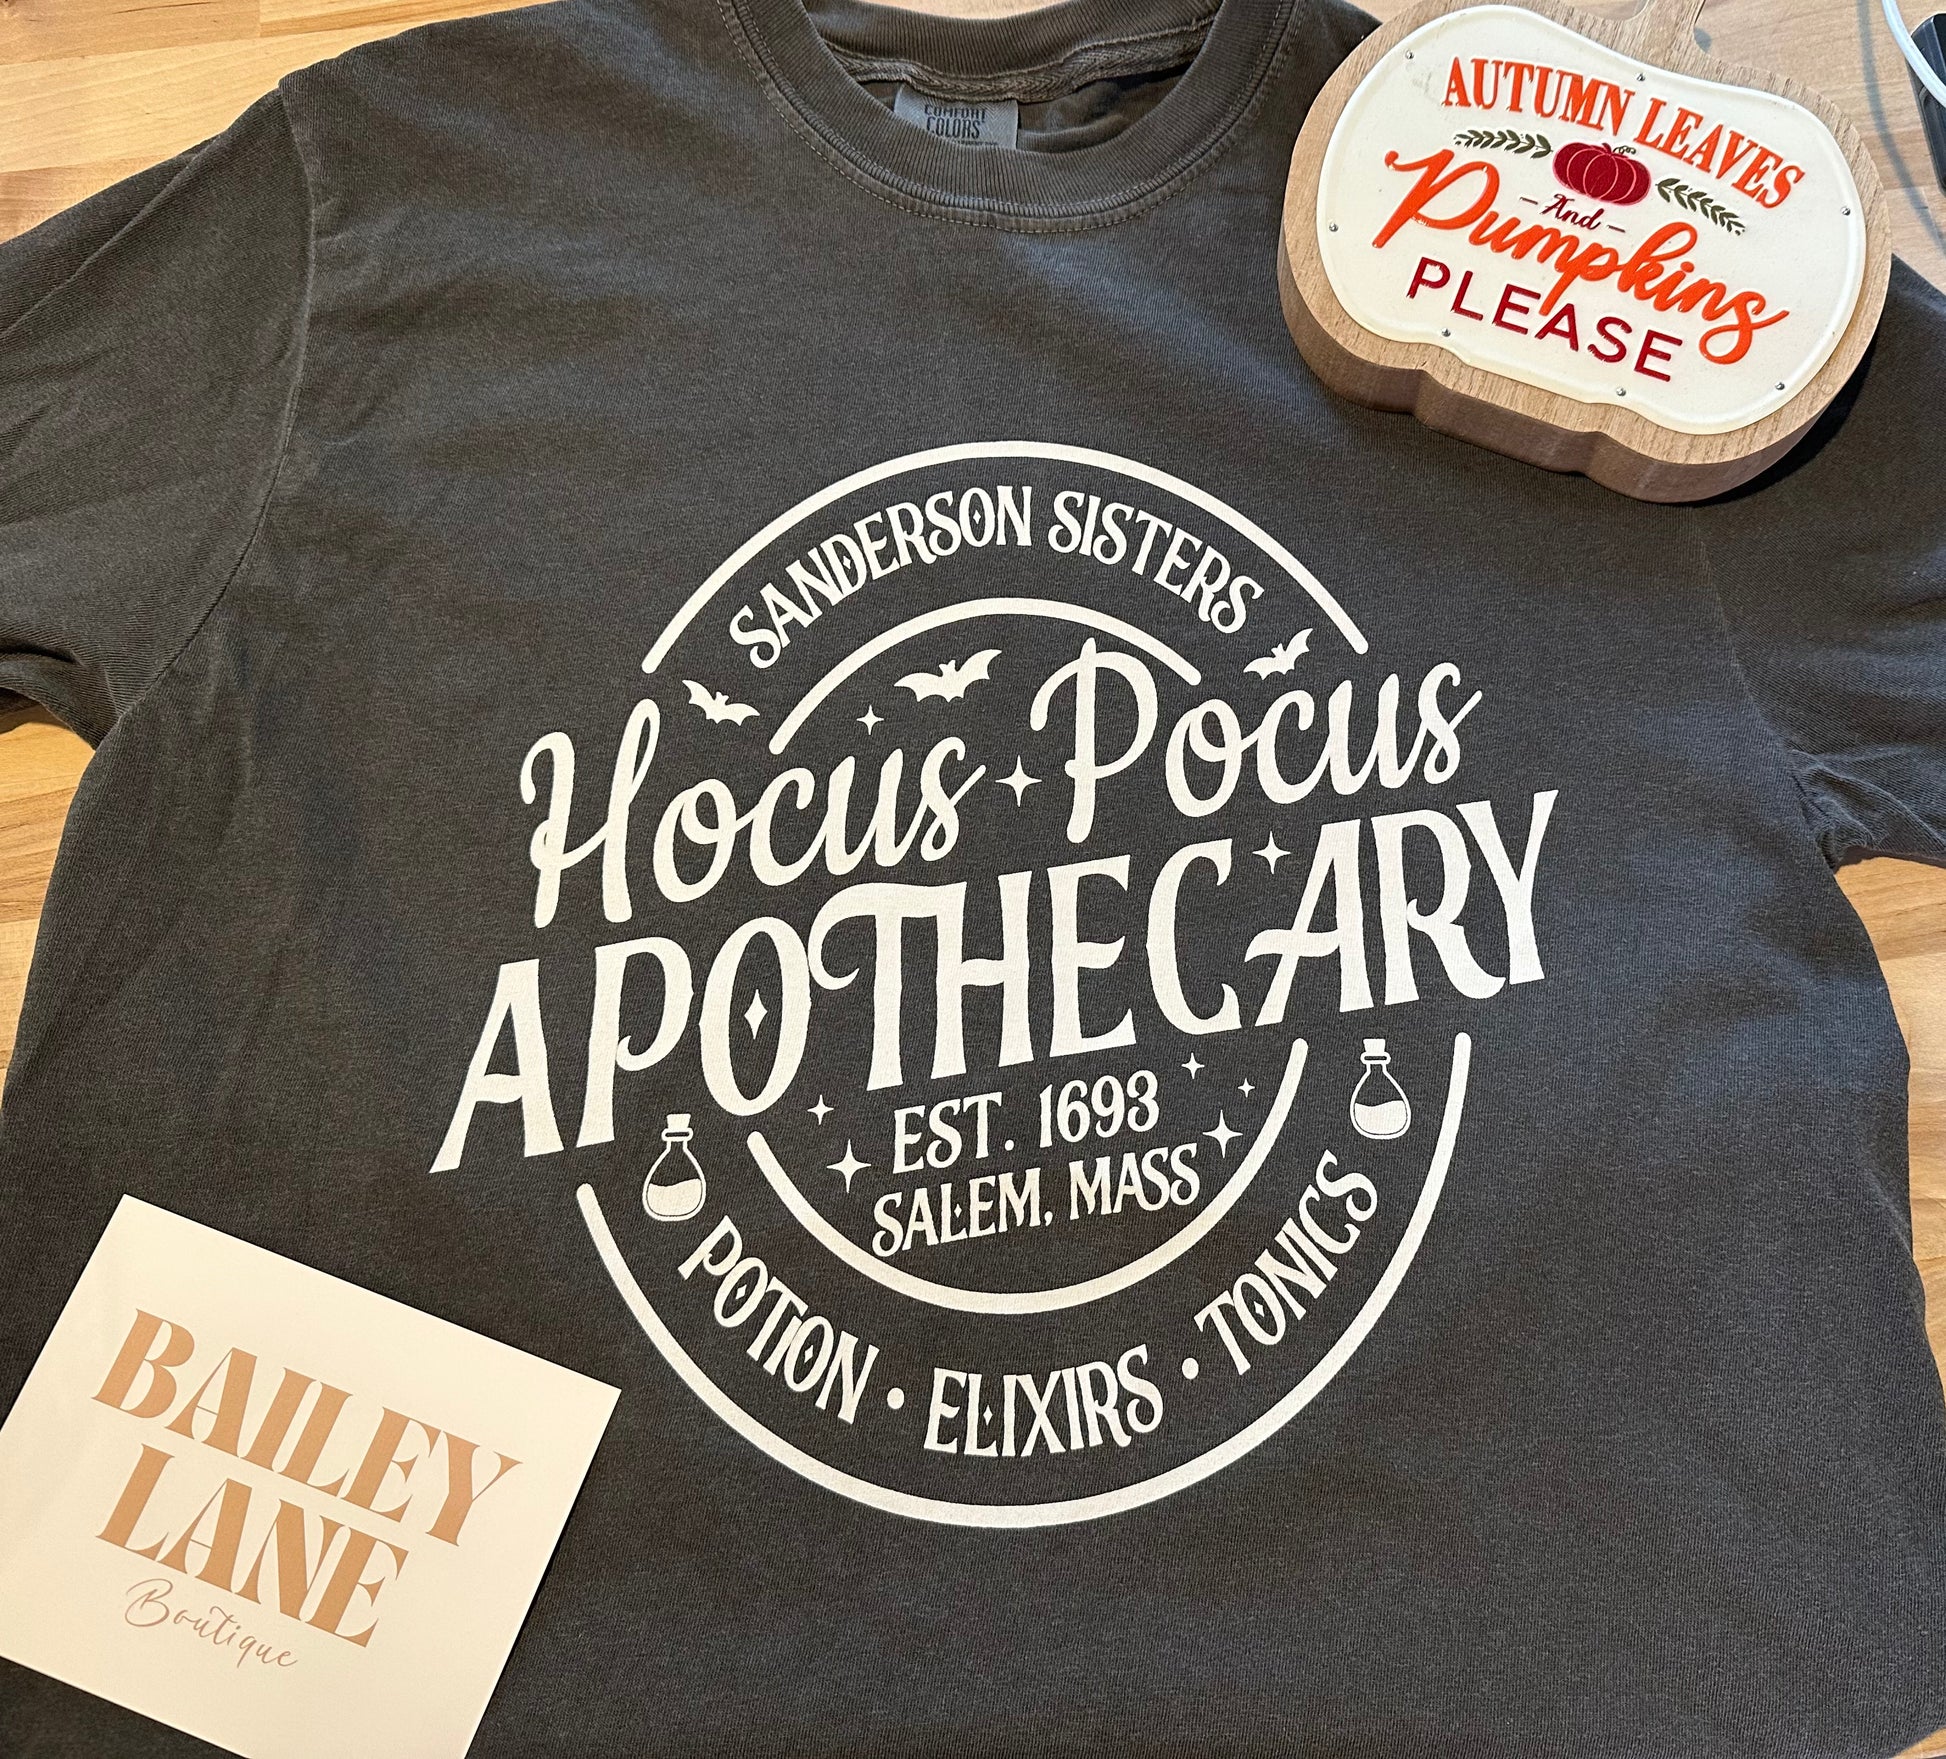 COMFORT
COLORS
AUTUMN LEAVES
And
Pumpkins
PLEASE
SANDERSON SISTERS
Hocus Pocus
APOTHECARY
EST. 1693
SALEM, MASS
POTION • ELIXIRS • TONICS
BAILEY
LANE
Boutique